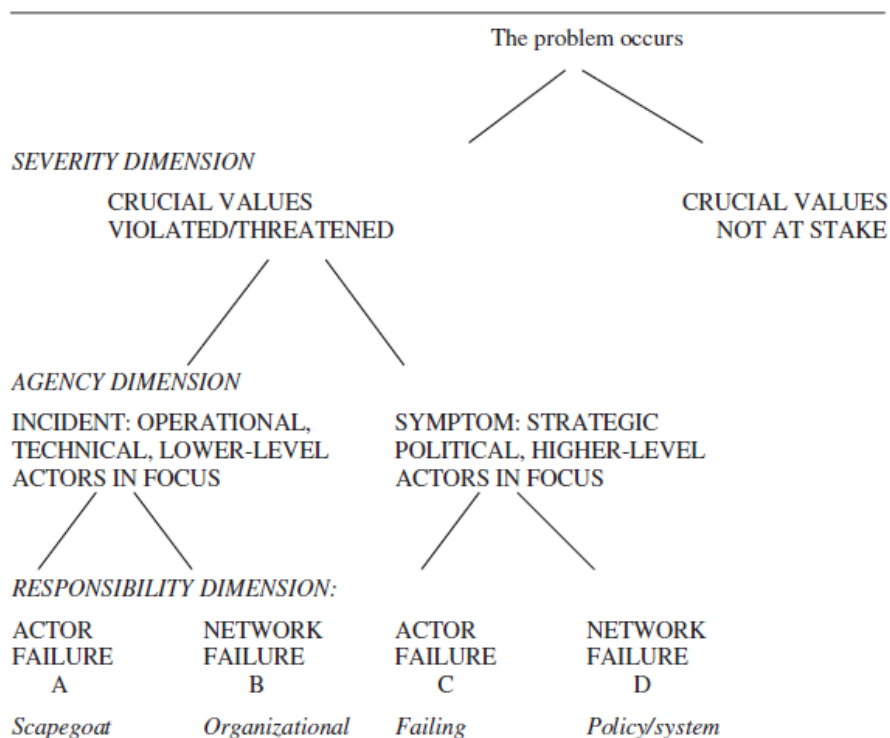 The problem occurs
SEVERITY DIMENSION
CRUCIAL VALUES
VIOLATED/THREATENED
CRUCIAL VALUES
NOT AT STAKE
AGENCY DIMENSION
INCIDENT: OPERATIONAL,
TECHNICAL, LOWER-LEVEL
ACTORS IN FOCUS
SYMPTOM: STRATEGIC
POLITICAL, HIGHER-LEVEL
ACTORS IN FOCUS
RESPONSIBILITY DIMENSION:
ACTOR
FAILURE
A
NETWORK
FAILURE
B
ACTOR
FAILURE
C
NETWORK
FAILURE
D
Scapegoat
Organizational
Failing
Policy/system